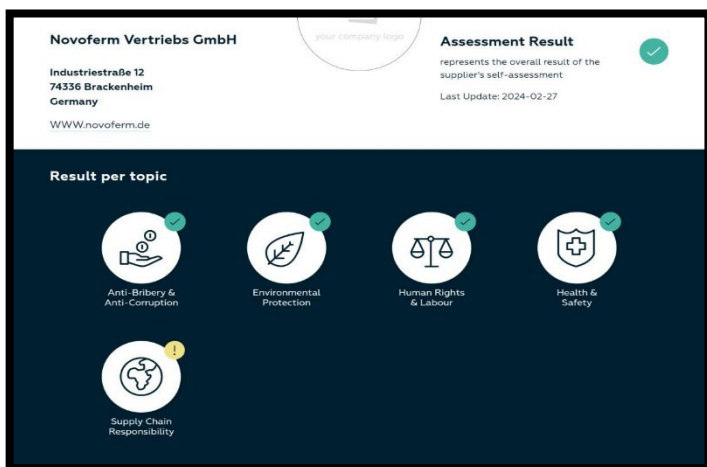 Novoferm Vertriebs GmbH
Industriestraße 12
74336 Brackenheim
Germany
WWW.novoferm.de
your company logo
Assessment Result
represents the overall result of the
supplier's self-assessment
Last Update: 2024-02-27
Result per topic
Anti-Bribery &
Anti-Corruption
Environmental
Protection
Human Rights
& Labour
Health &
Safety
!
Supply Chain
Responsibility